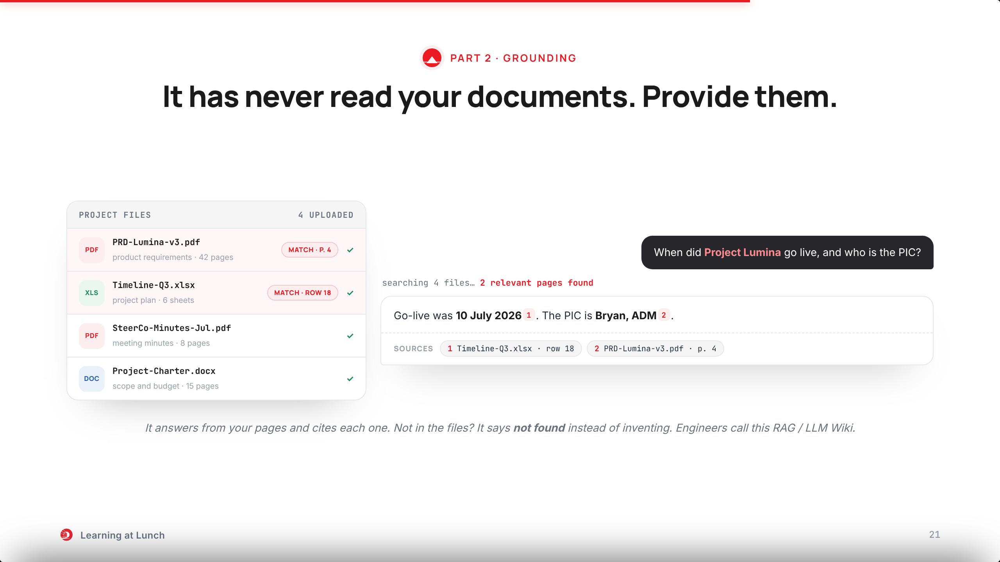 PART 2 · GROUNDING
It has never read your documents. Provide them.
PROJECT FILES 4 UPLOADED
PDF PRD-Lumina-v3.pdf MATCH · P. 4 ✓
product requirements · 42 pages
XLS Timeline-Q3.xlsx MATCH · ROW 18 ✓
project plan · 6 sheets
PDF SteerCo-Minutes-Jul.pdf ✓
meeting minutes · 8 pages
DOC Project-Charter.docx ✓
scope and budget · 15 pages
When did Project Lumina go live, and who is the PIC?
searching 4 files… 2 relevant pages found
Go-live was 10 July 2026 1. The PIC is Bryan, ADM 2.
SOURCES 1 Timeline-Q3.xlsx · row 18 2 PRD-Lumina-v3.pdf · p. 4
It answers from your pages and cites each one. Not in the files? It says not found instead of inventing. Engineers call this RAG / LLM Wiki.
Learning at Lunch
21